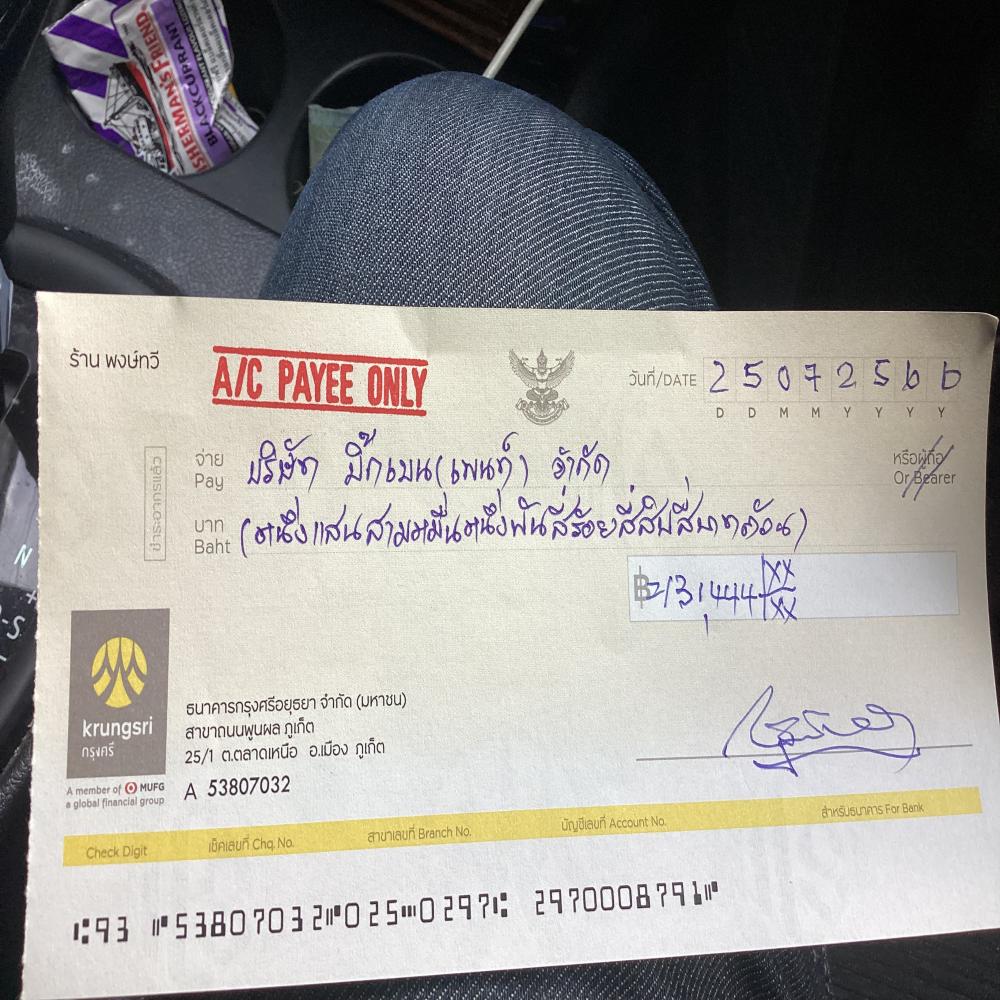 FISHERMAN'S FRIEND
BLACKCURRANT
N
ร้าน พงษ์ทวี
A/C PAYEE ONLY
วันที่/DATE 25072566
D D M M Y Y Y Y
ชำระอากรแล้ว
จ่าย บริษัท บิ๊กเบน(เพนท์) จำกัด
Pay
หรือผู้ถือ
Or Bearer
บาท (หนึ่งแสนสามหมื่นหนึ่งพันสี่ร้อยสี่สิบสี่บาทถ้วน)
Baht
฿ =131,444 XX/XX
krungsri
กรุงศรี
ธนาคารกรุงศรีอยุธยา จำกัด (มหาชน)
สาขาถนนพูนผล ภูเก็ต
25/1 ต.ตลาดเหนือ อ.เมือง ภูเก็ต
A member of MUFG
a global financial group
A 53807032
Check Digit เช็คเลขที่ Chq. No. สาขาเลขที่ Branch No. บัญชีเลขที่ Account No. สำหรับธนาคาร For Bank
⑆93 ⑈53807032⑈025⑉0297⑆ 2970008791⑈